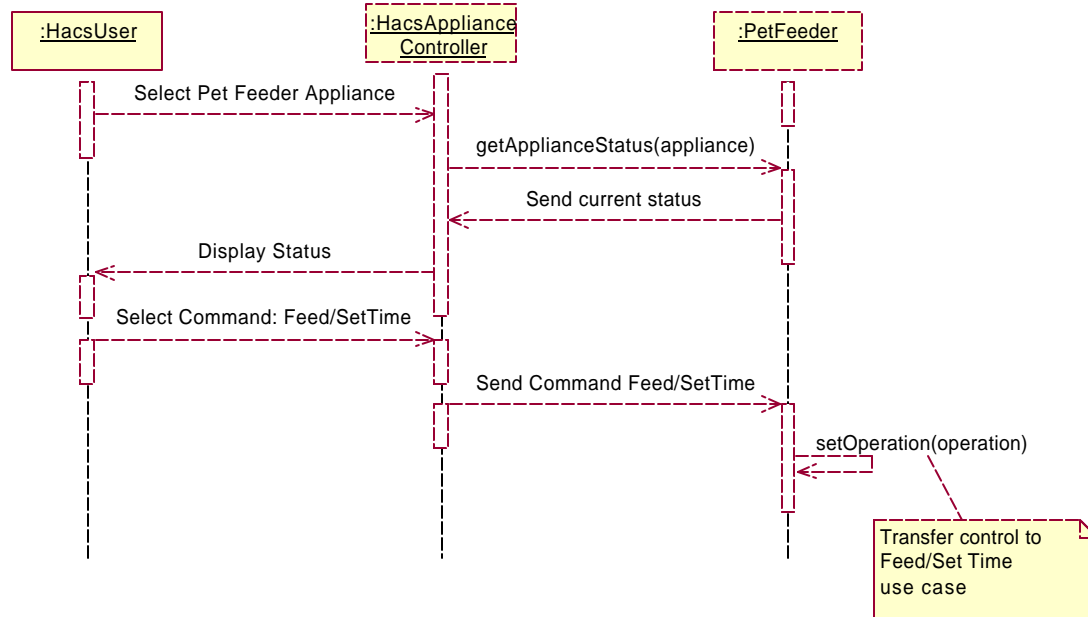 :HacsUser
:HacsAppliance
Controller
:PetFeeder
Select Pet Feeder Appliance
getApplianceStatus(appliance)
Send current status
Display Status
Select Command: Feed/SetTime
Send Command Feed/SetTime
setOperation(operation)
Transfer control to
Feed/Set Time
use case